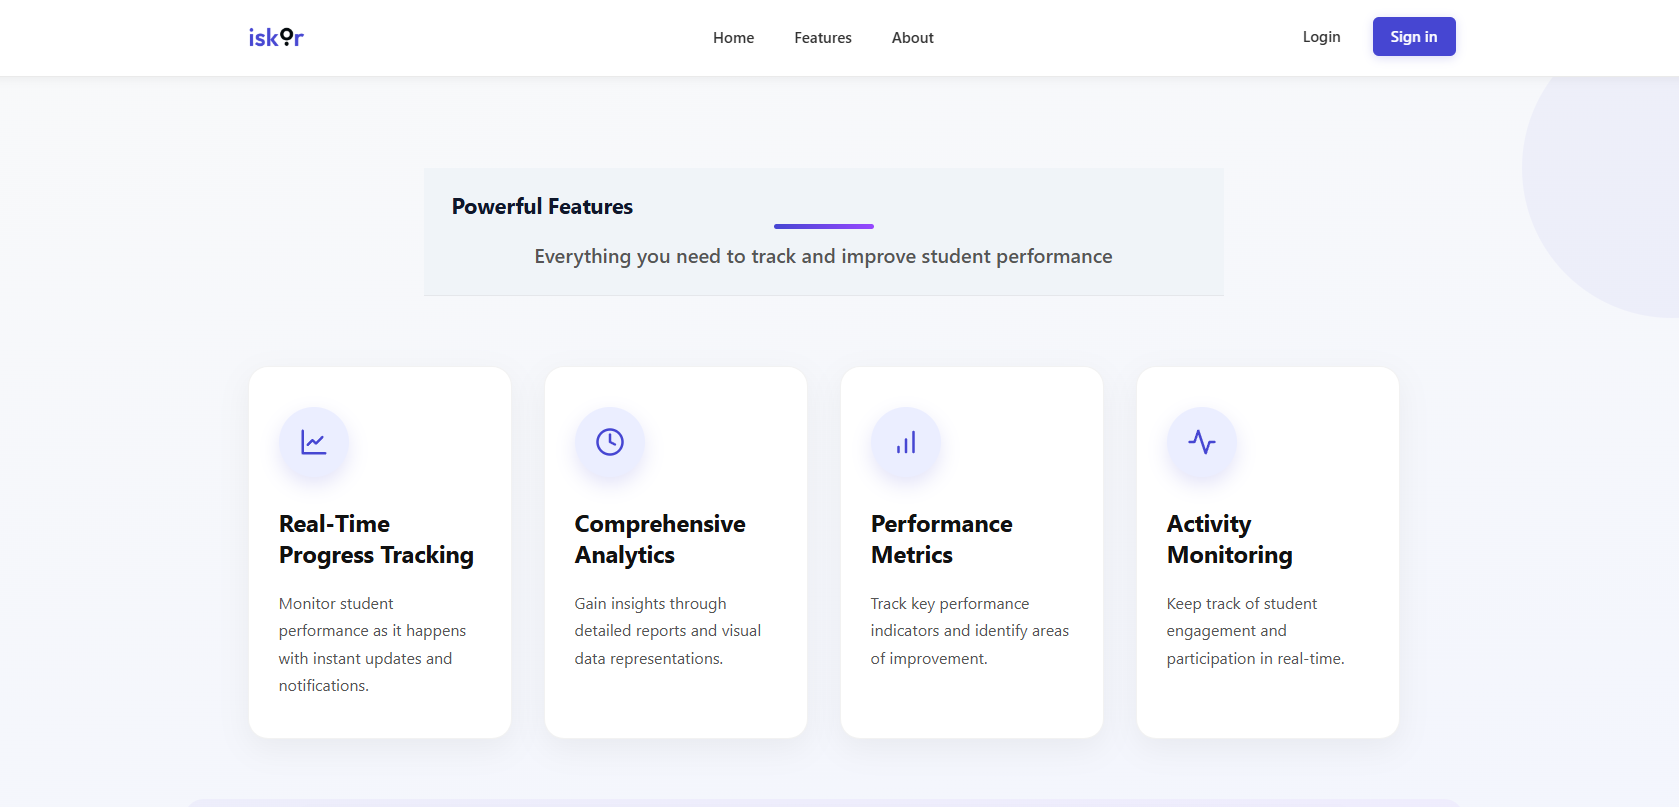 iskor
Home Features About
Login Sign in
Powerful Features
Everything you need to track and improve student performance
Real-Time
Progress Tracking
Monitor student
performance as it happens
with instant updates and
notifications.
Comprehensive
Analytics
Gain insights through
detailed reports and visual
data representations.
Performance
Metrics
Track key performance
indicators and identify areas
of improvement.
Activity
Monitoring
Keep track of student
engagement and
participation in real-time.